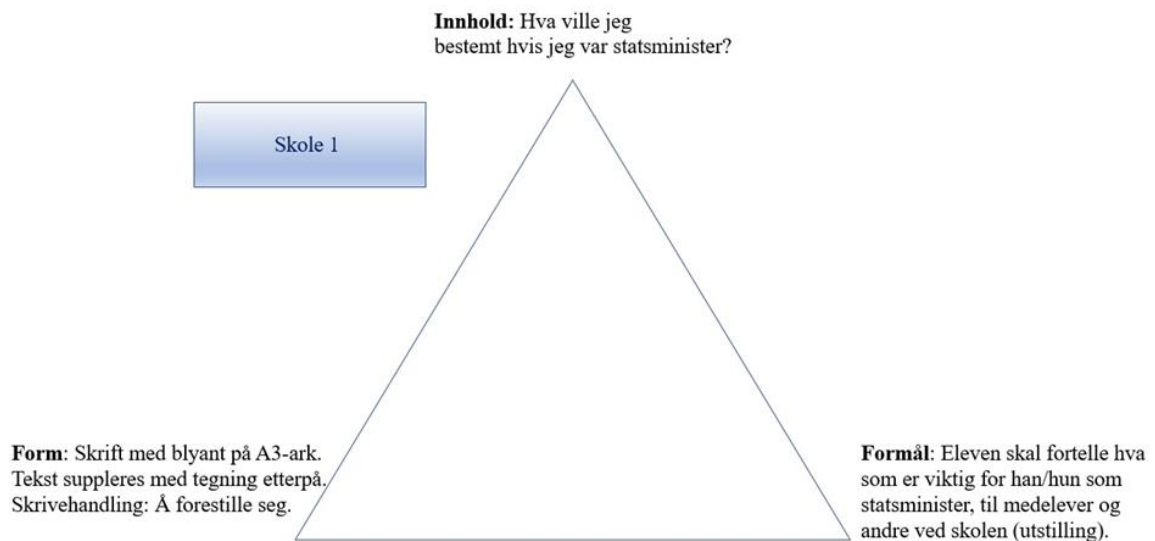 Innhold: Hva ville jeg
bestemt hvis jeg var statsminister?
Skole 1
Form: Skrift med blyant på A3-ark.
Tekst suppleres med tegning etterpå.
Skrivehandling: Å forestille seg.
Formål: Eleven skal fortelle hva
som er viktig for han/hun som
statsminister, til medelever og
andre ved skolen (utstilling).